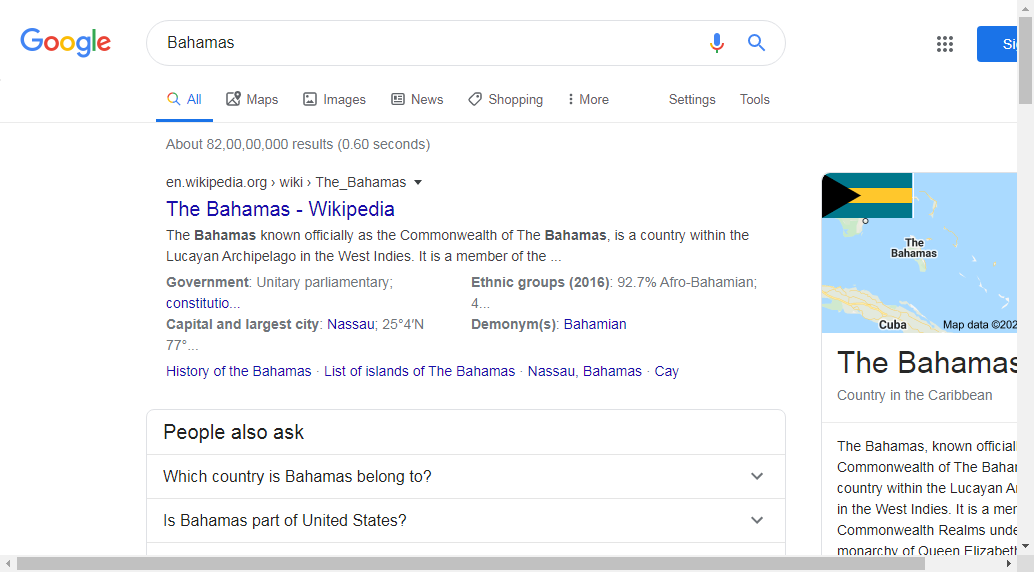 Google
Bahamas
Si
All
Maps
Images
News
Shopping
More
Settings
Tools
About 82,00,00,000 results (0.60 seconds)
en.wikipedia.org › wiki › The_Bahamas
The Bahamas - Wikipedia
The Bahamas known officially as the Commonwealth of The Bahamas, is a country within the
Lucayan Archipelago in the West Indies. It is a member of the ...
Government: Unitary parliamentary;
constitutio...
Capital and largest city: Nassau; 25°4′N
77°...
Ethnic groups (2016): 92.7% Afro-Bahamian;
4...
Demonym(s): Bahamian
History of the Bahamas · List of islands of The Bahamas · Nassau, Bahamas · Cay
People also ask
Which country is Bahamas belong to?
Is Bahamas part of United States?
The
Bahamas
Cuba
Map data ©202
The Bahamas
Country in the Caribbean
The Bahamas, known official
Commonwealth of The Baha
country within the Lucayan A
in the West Indies. It is a mer
Commonwealth Realms unde
monarchy of Queen Elizabeth